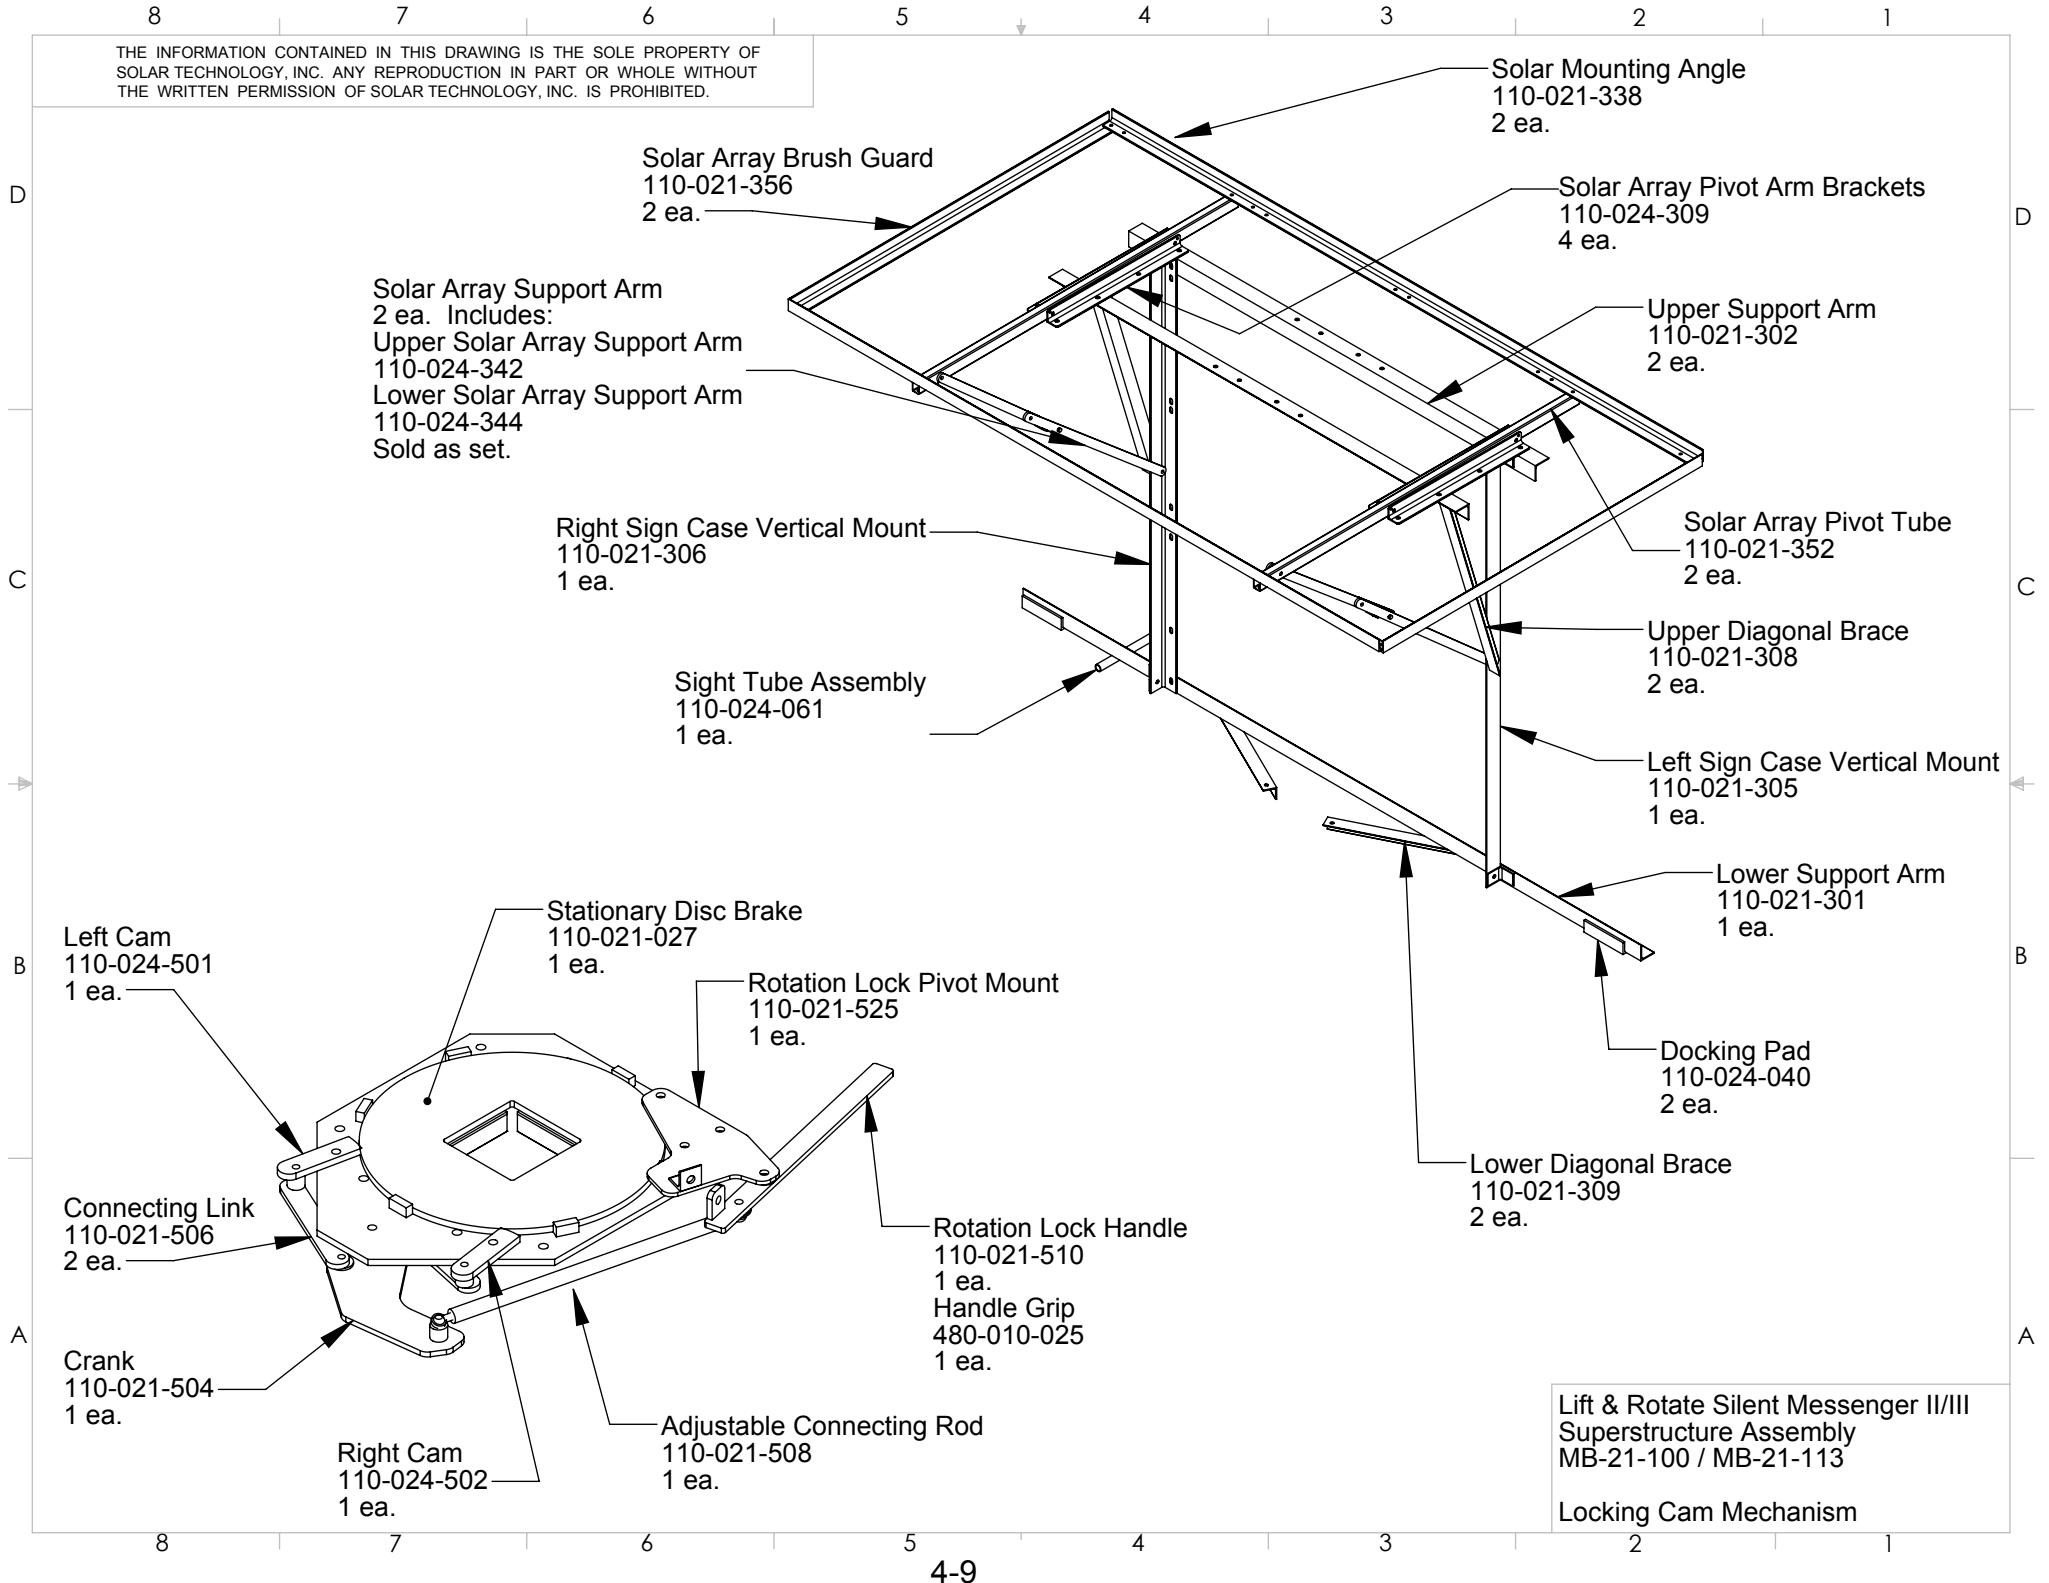 8 7 6 5 4 3 2 1
THE INFORMATION CONTAINED IN THIS DRAWING IS THE SOLE PROPERTY OF
SOLAR TECHNOLOGY, INC. ANY REPRODUCTION IN PART OR WHOLE WITHOUT
THE WRITTEN PERMISSION OF SOLAR TECHNOLOGY, INC. IS PROHIBITED.
Solar Mounting Angle
110-021-338
2 ea.
Solar Array Brush Guard
110-021-356
2 ea.
Solar Array Pivot Arm Brackets
110-024-309
4 ea.
D
D
Solar Array Support Arm
2 ea. Includes:
Upper Solar Array Support Arm
110-024-342
Lower Solar Array Support Arm
110-024-344
Sold as set.
Upper Support Arm
110-021-302
2 ea.
Right Sign Case Vertical Mount
110-021-306
1 ea.
Solar Array Pivot Tube
110-021-352
2 ea.
C
C
Upper Diagonal Brace
110-021-308
2 ea.
Sight Tube Assembly
110-024-061
1 ea.
Left Sign Case Vertical Mount
110-021-305
1 ea.
Lower Support Arm
110-021-301
1 ea.
Stationary Disc Brake
110-021-027
1 ea.
Left Cam
110-024-501
1 ea.
B
B
Rotation Lock Pivot Mount
110-021-525
1 ea.
Docking Pad
110-024-040
2 ea.
Lower Diagonal Brace
110-021-309
2 ea.
Connecting Link
110-021-506
2 ea.
Rotation Lock Handle
110-021-510
1 ea.
Handle Grip
480-010-025
1 ea.
A
A
Crank
110-021-504
1 ea.
Adjustable Connecting Rod
110-021-508
1 ea.
Right Cam
110-024-502
1 ea.
Lift & Rotate Silent Messenger II/III
Superstructure Assembly
MB-21-100 / MB-21-113
Locking Cam Mechanism
8 7 6 5 4 3 2 1
4-9